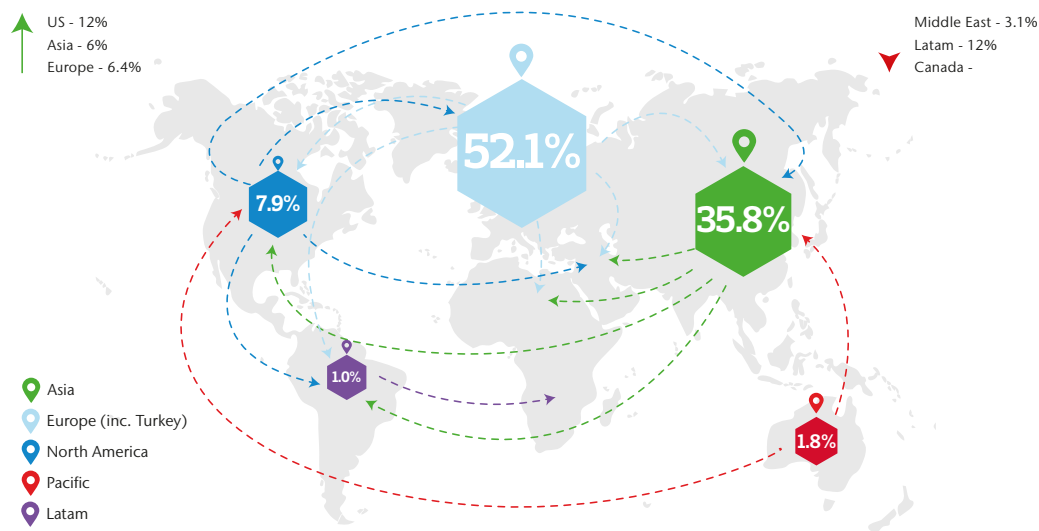 US - 12%
Asia - 6%
Europe - 6.4%
Middle East - 3.1%
Latam - 12%
Canada -
52.1%
7.9%
35.8%
1.0%
1.8%
Asia
Europe (inc. Turkey)
North America
Pacific
Latam